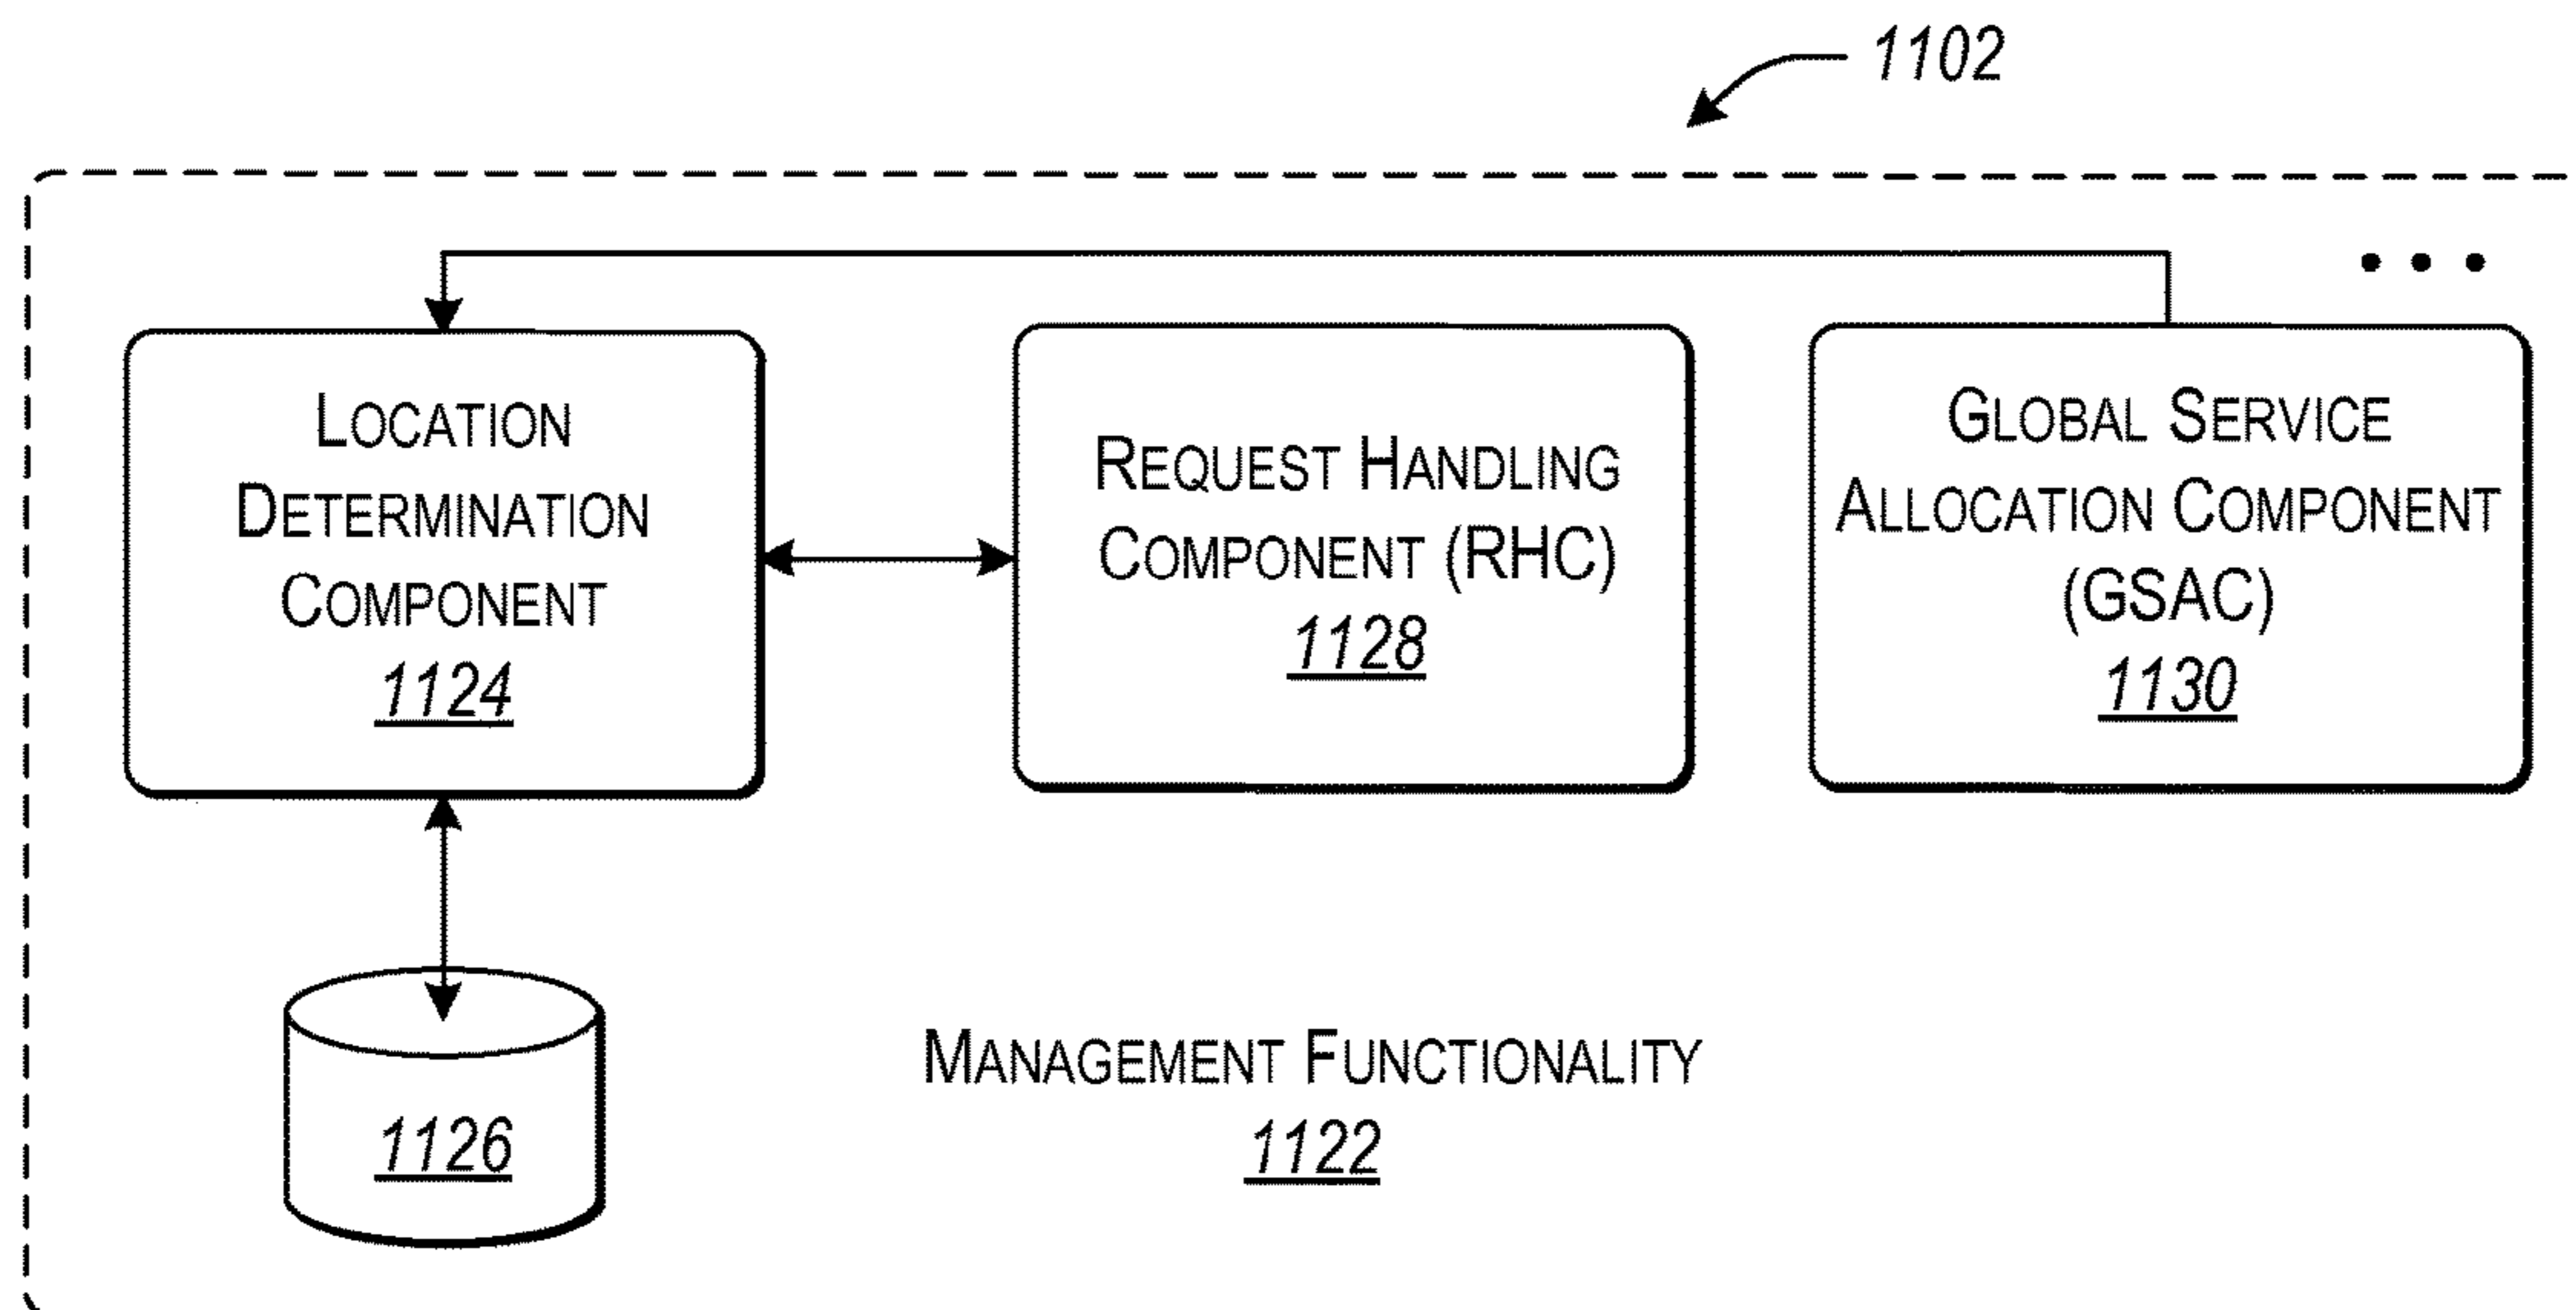 1102
LOCATION
DETERMINATION
COMPONENT
1124
REQUEST HANDLING
COMPONENT (RHC)
1128
GLOBAL SERVICE
ALLOCATION COMPONENT
(GSAC)
1130
1126
MANAGEMENT FUNCTIONALITY
1122